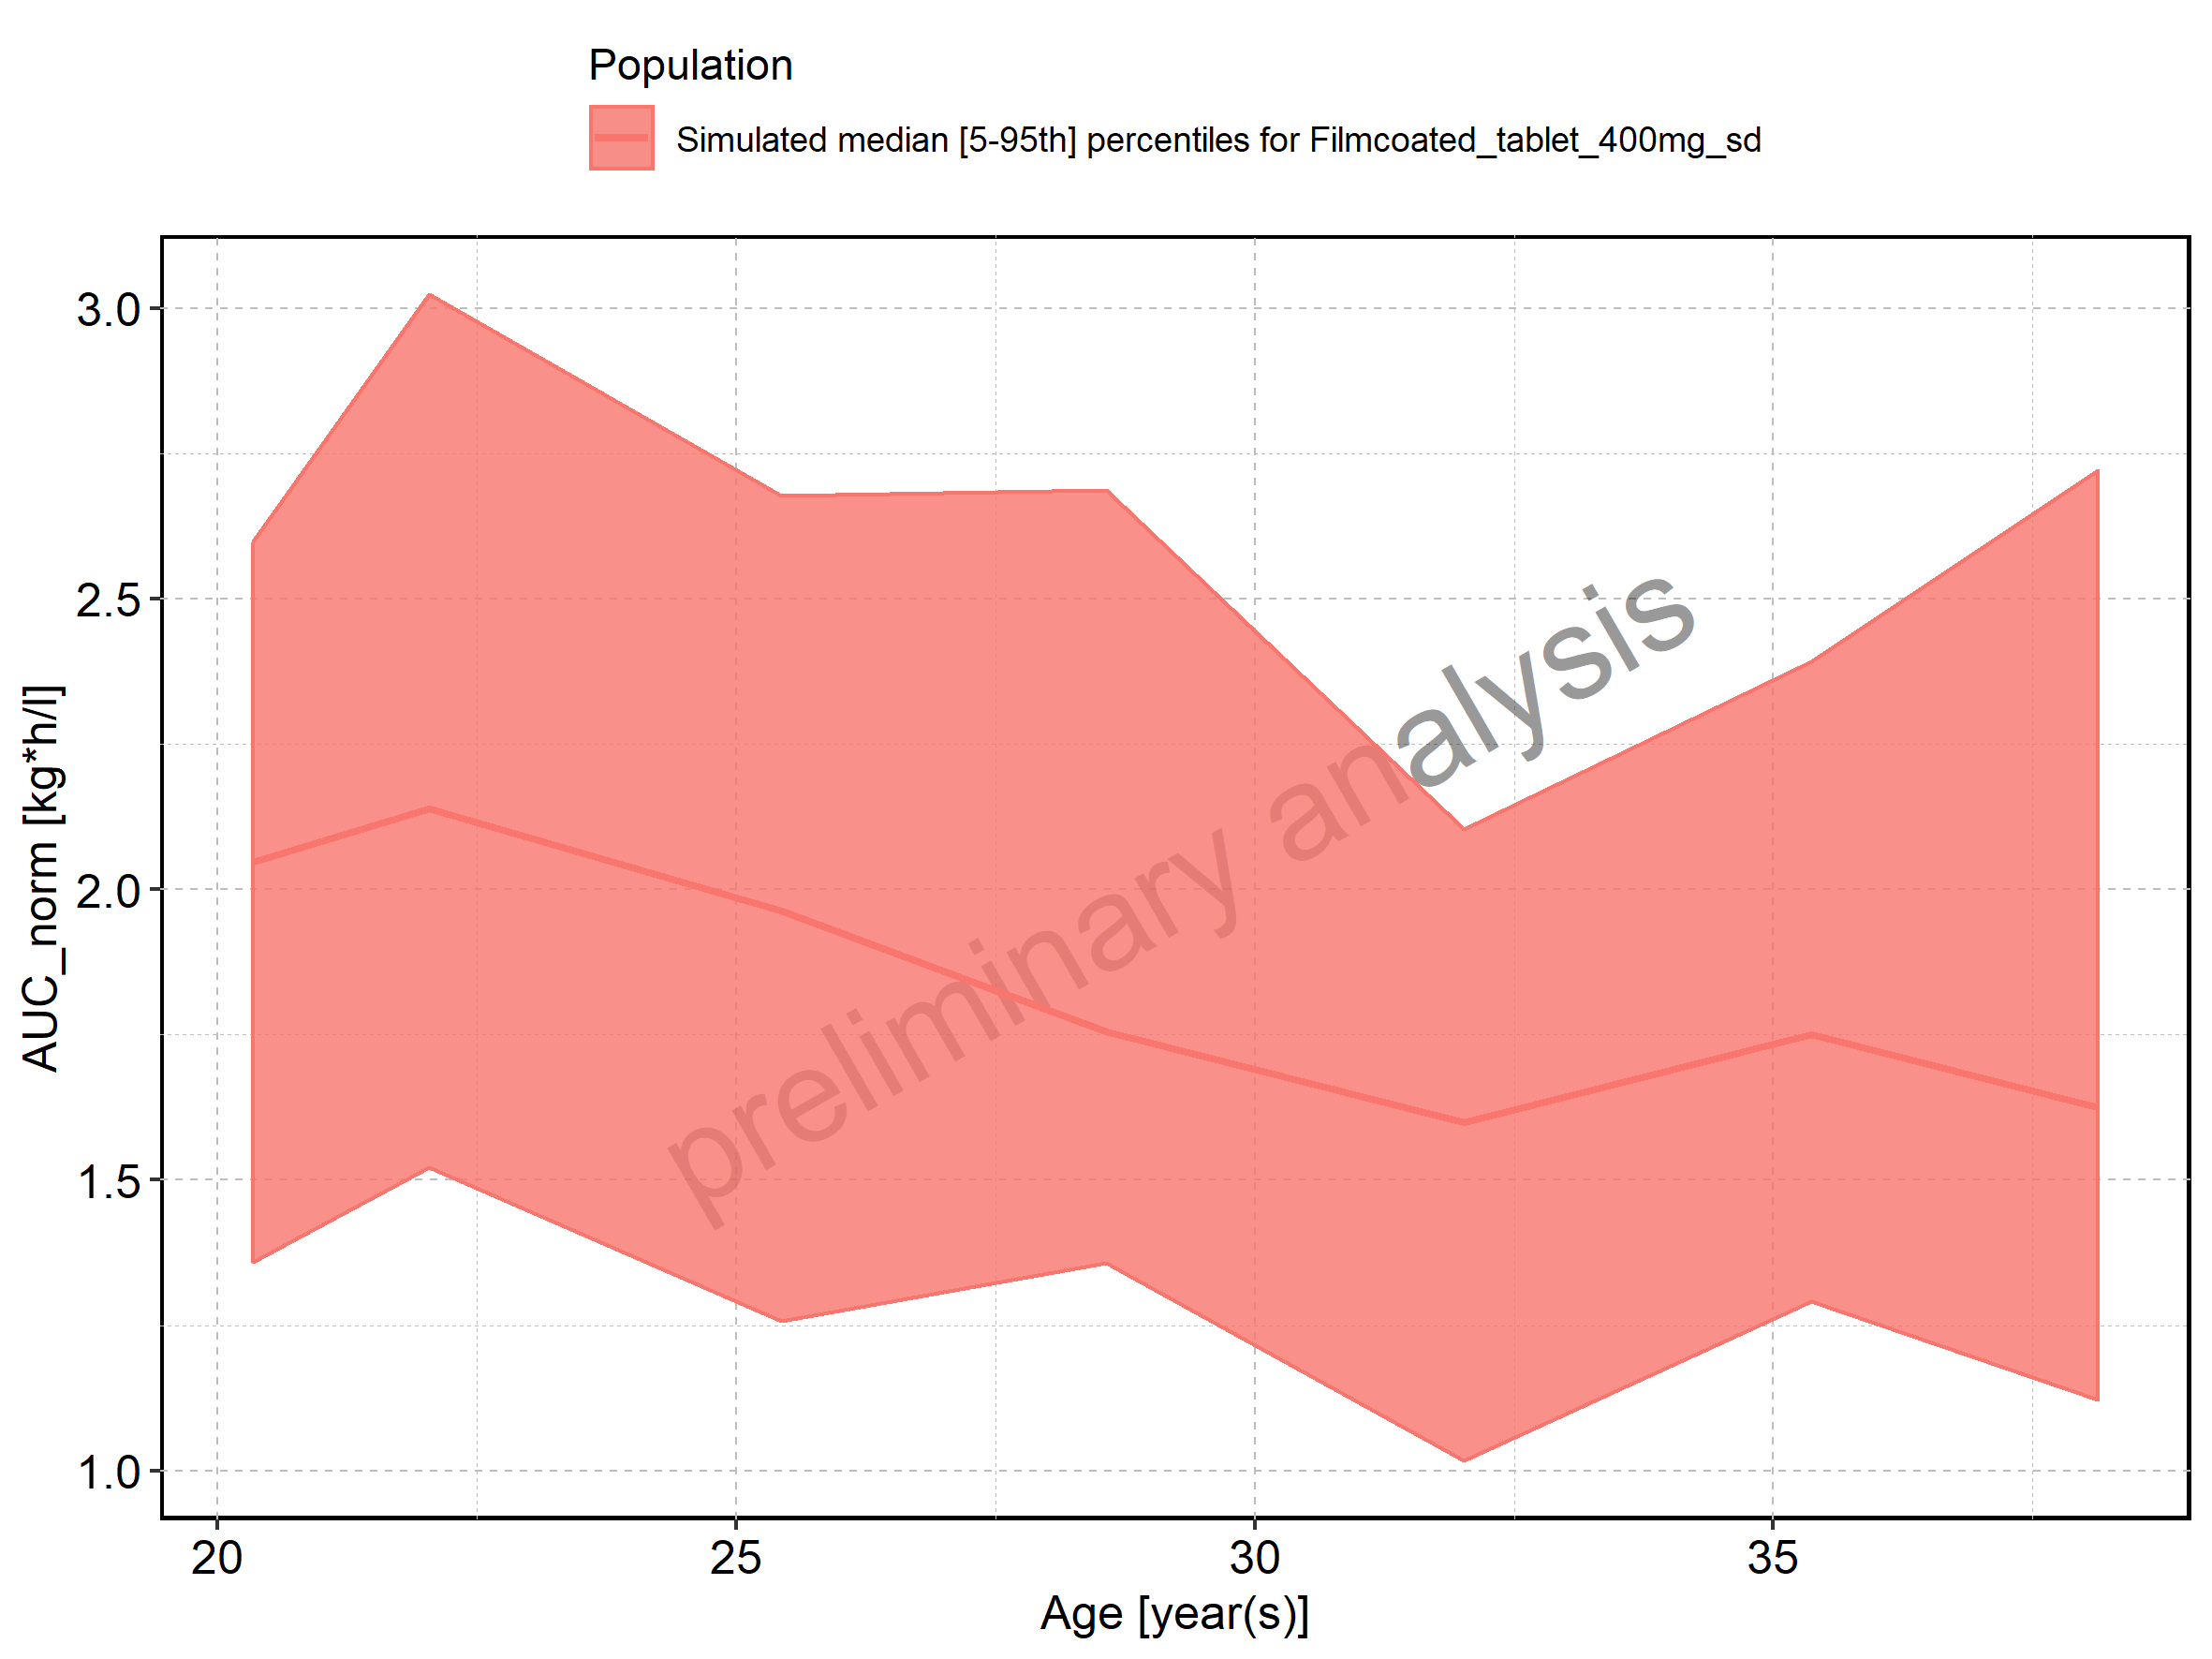 Population
Simulated median [5-95th] percentiles for Filmcoated_tablet_400mg_sd
3.0
2.5
2.0
1.5
1.0
AUC_norm [kg*h/l]
preliminary analysis
20 25 30 35
Age [year(s)]